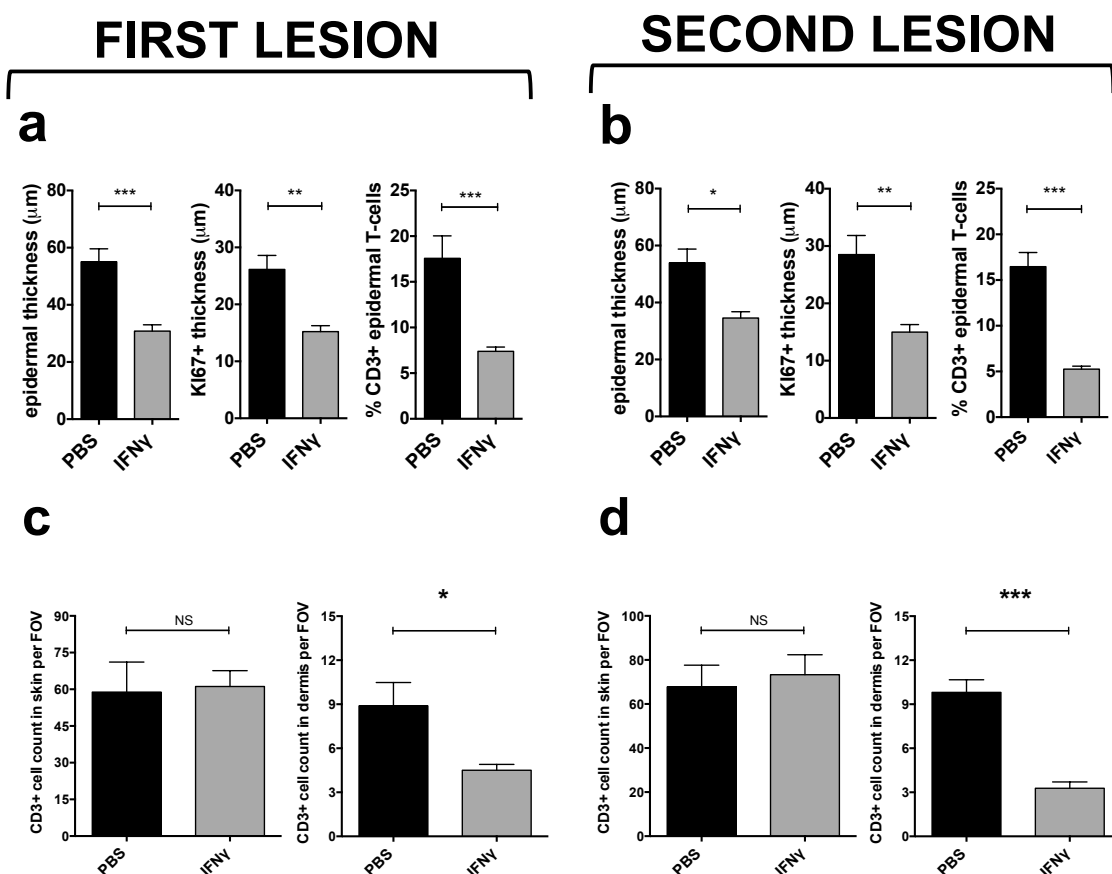 FIRST LESION
SECOND LESION
a
epidermal thickness (μm)
80
60
40
20
0
***
PBS
IFNγ
KI67+ thickness (μm)
40
30
20
10
0
**
PBS
IFNγ
% CD3+ epidermal T-cells
25
20
15
10
5
0
***
PBS
IFNγ
b
epidermal thickness (μm)
80
60
40
20
0
*
PBS
IFNγ
KI67+ thickness (μm)
40
30
20
10
0
**
PBS
IFNγ
% CD3+ epidermal T-cells
25
20
15
10
5
0
***
PBS
IFNγ
c
CD3+ cell count in skin per FOV
90
75
60
45
30
15
0
NS
PBS
IFNγ
CD3+ cell count in dermis per FOV
15
12
9
6
3
0
*
PBS
IFNγ
d
CD3+ cell count in skin per FOV
100
80
60
40
20
0
NS
PBS
IFNγ
CD3+ cell count in dermis per FOV
15
12
9
6
3
0
***
PBS
IFNγ